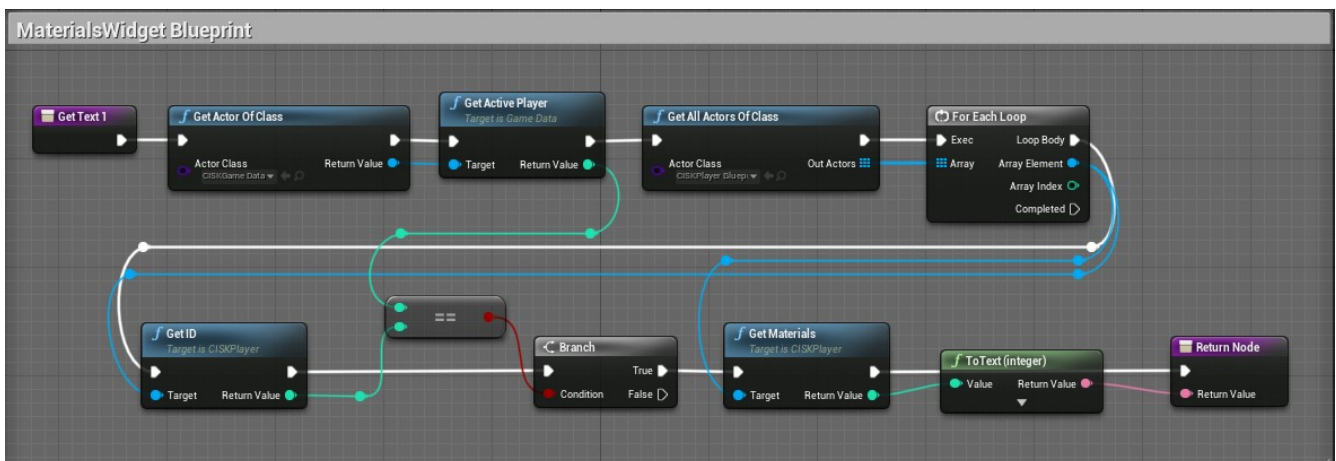 MaterialsWidget Blueprint
Get Text 1
Get Actor Of Class
Actor Class
CISKGame Data
Return Value
Get Active Player
Target is Game Data
Target
Return Value
Get All Actors Of Class
Actor Class
CISKPlayer Bluepr
Out Actors
For Each Loop
Exec
Loop Body
Array
Array Element
Array Index
Completed
Get ID
Target is CISKPlayer
Target
Return Value
==
Branch
True
Condition
False
Get Materials
Target is CISKPlayer
Target
Return Value
ToText (integer)
Value
Return Value
Return Node
Return Value